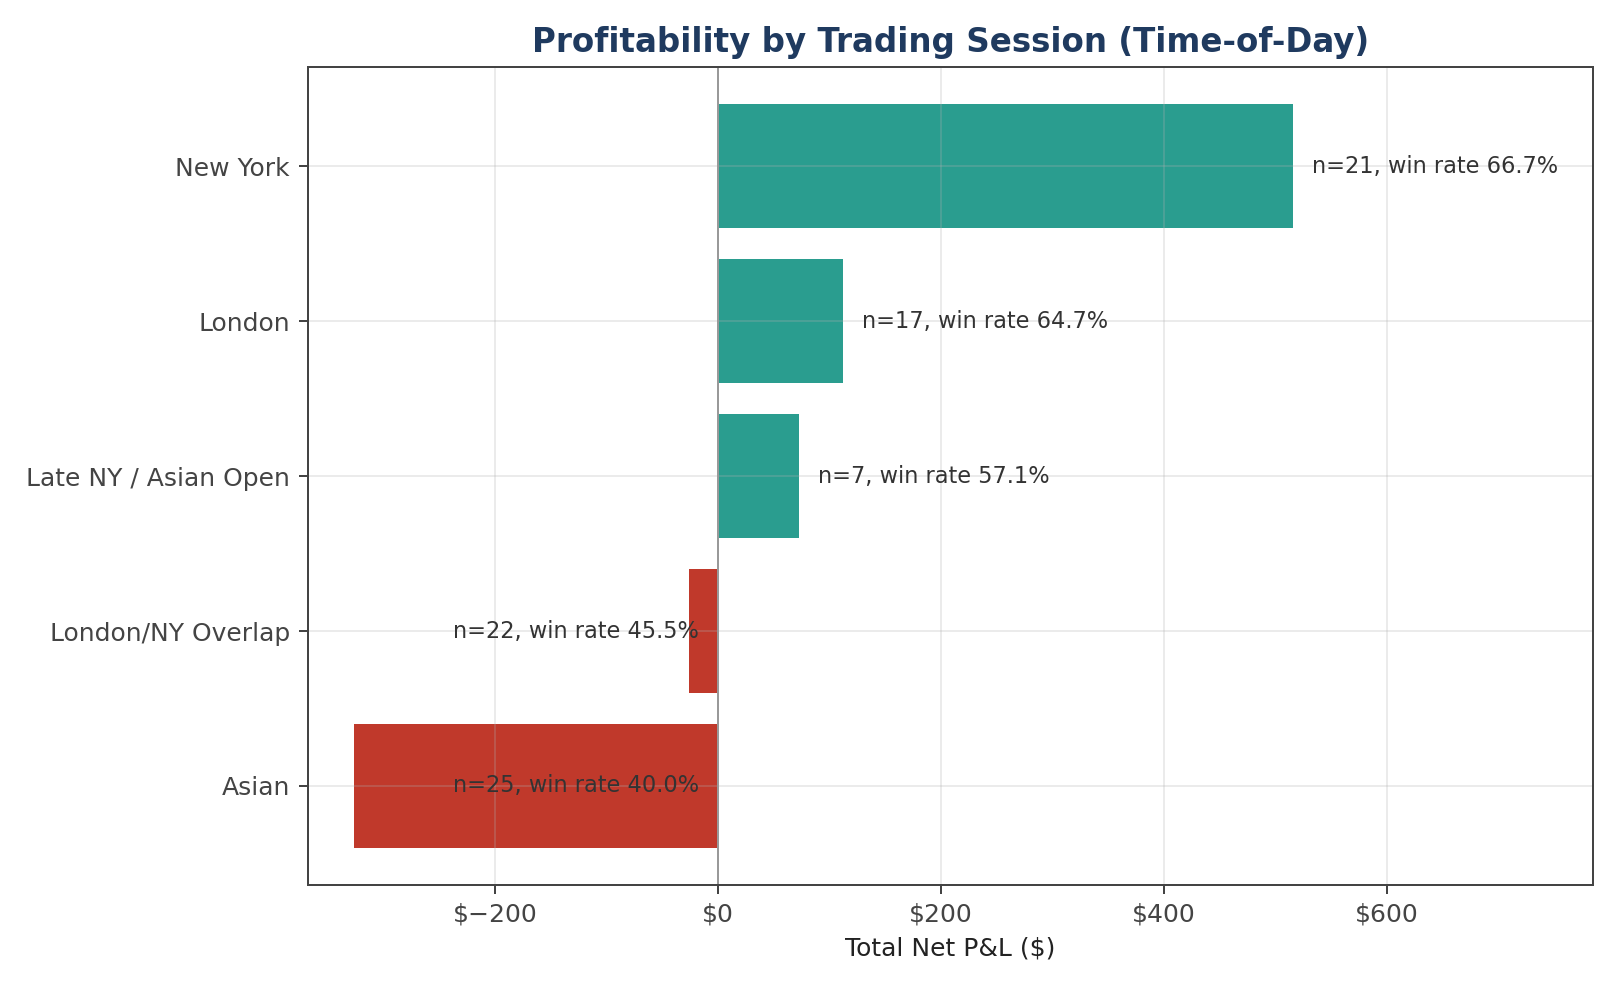 Profitability by Trading Session (Time-of-Day)
New York
n=21, win rate 66.7%
London
n=17, win rate 64.7%
Late NY / Asian Open
n=7, win rate 57.1%
London/NY Overlap
n=22, win rate 45.5%
Asian
n=25, win rate 40.0%
$−200 $0 $200 $400 $600
Total Net P&L ($)